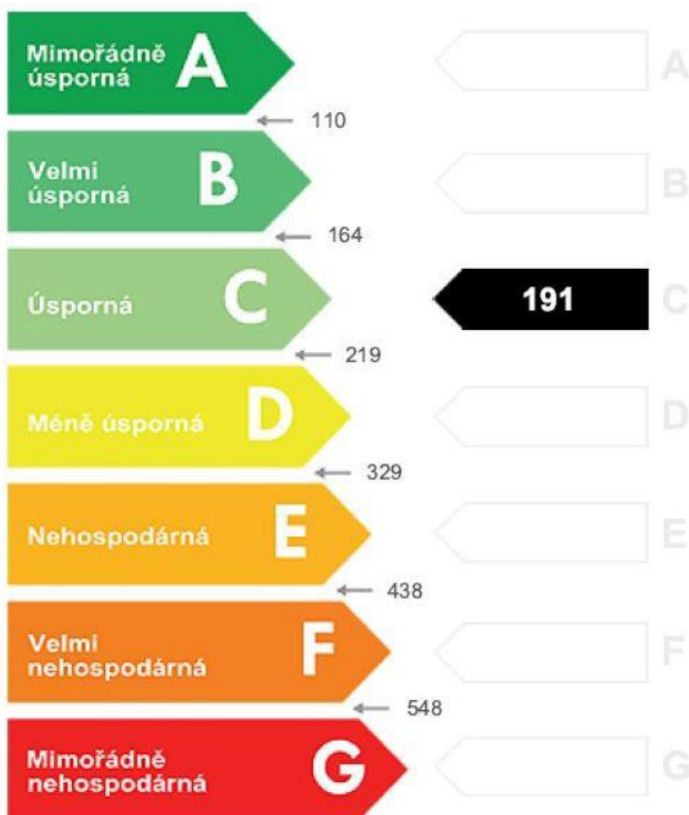 Mimořádně
úsporná
A
A
110
Velmi
úsporná
B
B
164
Úsporná
C
191
C
219
Méně úsporná
D
D
329
Nehospodárná
E
E
438
Velmi
nehospodárná
F
F
548
Mimořádně
nehospodárná
G
G